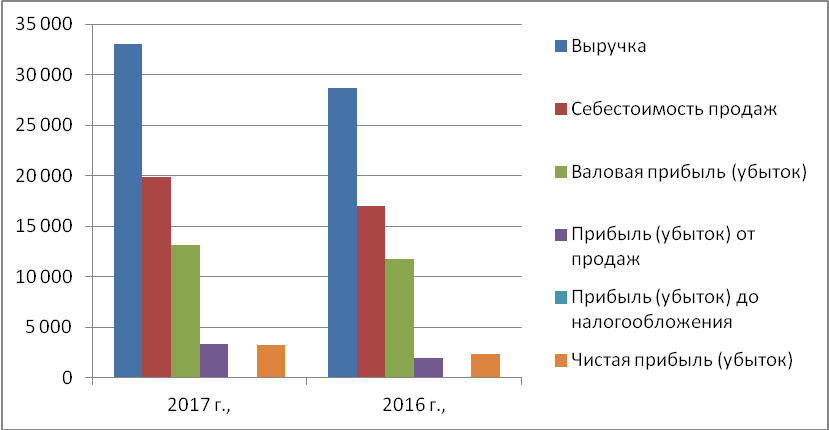 35 000
30 000
25 000
20 000
15 000
10 000
5 000
0
2017 г.,
2016 г.,
Выручка
Себестоимость продаж
Валовая прибыль (убыток)
Прибыль (убыток) от
продаж
Прибыль (убыток) до
налогообложения
Чистая прибыль (убыток)